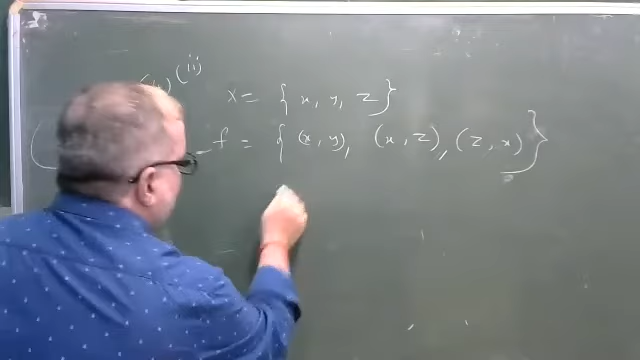 (ii)
X = { x, y, z }
f = { (x, y), (x, z), (z, x) }